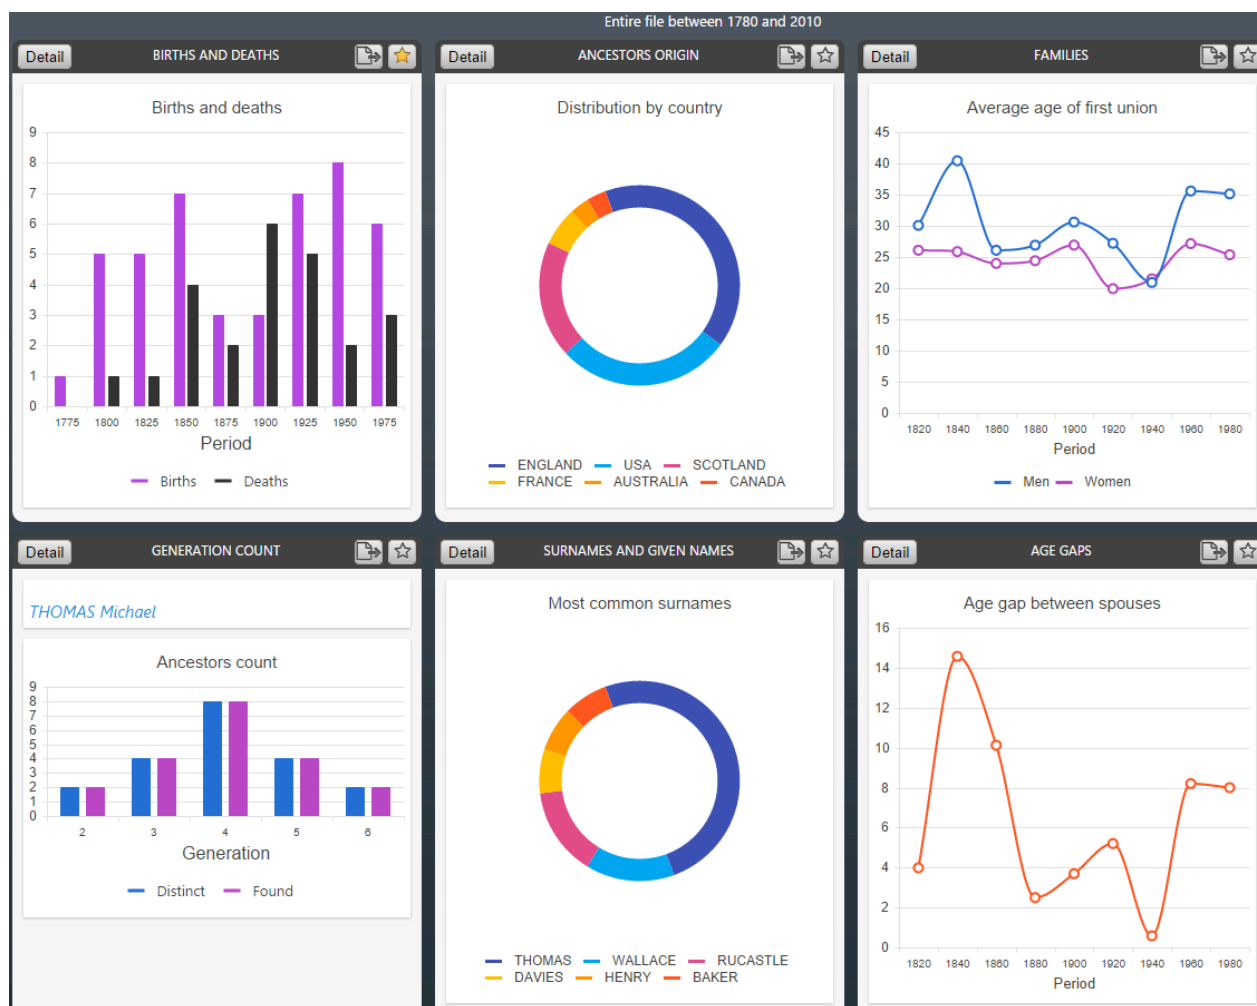 Entire file between 1780 and 2010
Detail BIRTHS AND DEATHS
Births and deaths
9
8
7
6
5
4
3
2
1
0
1775 1800 1825 1850 1875 1900 1925 1950 1975
Period
Births Deaths
Detail ANCESTORS ORIGIN
Distribution by country
ENGLAND USA SCOTLAND
FRANCE AUSTRALIA CANADA
Detail FAMILIES
Average age of first union
45
40
35
30
25
20
15
10
5
0
1820 1840 1860 1880 1900 1920 1940 1960 1980
Period
Men Women
Detail GENERATION COUNT
THOMAS Michael
Ancestors count
9
8
7
6
5
4
3
2
1
0
2 3 4 5 6
Generation
Distinct Found
Detail SURNAMES AND GIVEN NAMES
Most common surnames
THOMAS WALLACE RUCASTLE
DAVIES HENRY BAKER
Detail AGE GAPS
Age gap between spouses
16
14
12
10
8
6
4
2
0
1820 1840 1860 1880 1900 1920 1940 1960 1980
Period